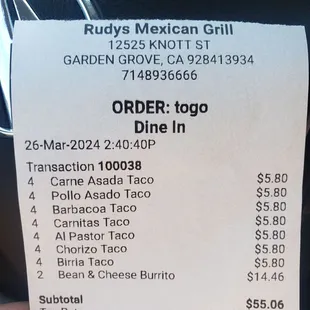 Rudys Mexican Grill
12525 KNOTT ST
GARDEN GROVE, CA 928413934
7148936666
ORDER: togo
Dine In
26-Mar-2024 2:40:40P
Transaction 100038
4 Carne Asada Taco $5.80
4 Pollo Asado Taco $5.80
4 Barbacoa Taco $5.80
4 Carnitas Taco $5.80
4 Al Pastor Taco $5.80
4 Chorizo Taco $5.80
4 Birria Taco $5.80
2 Bean & Cheese Burrito $14.46
Subtotal $55.06